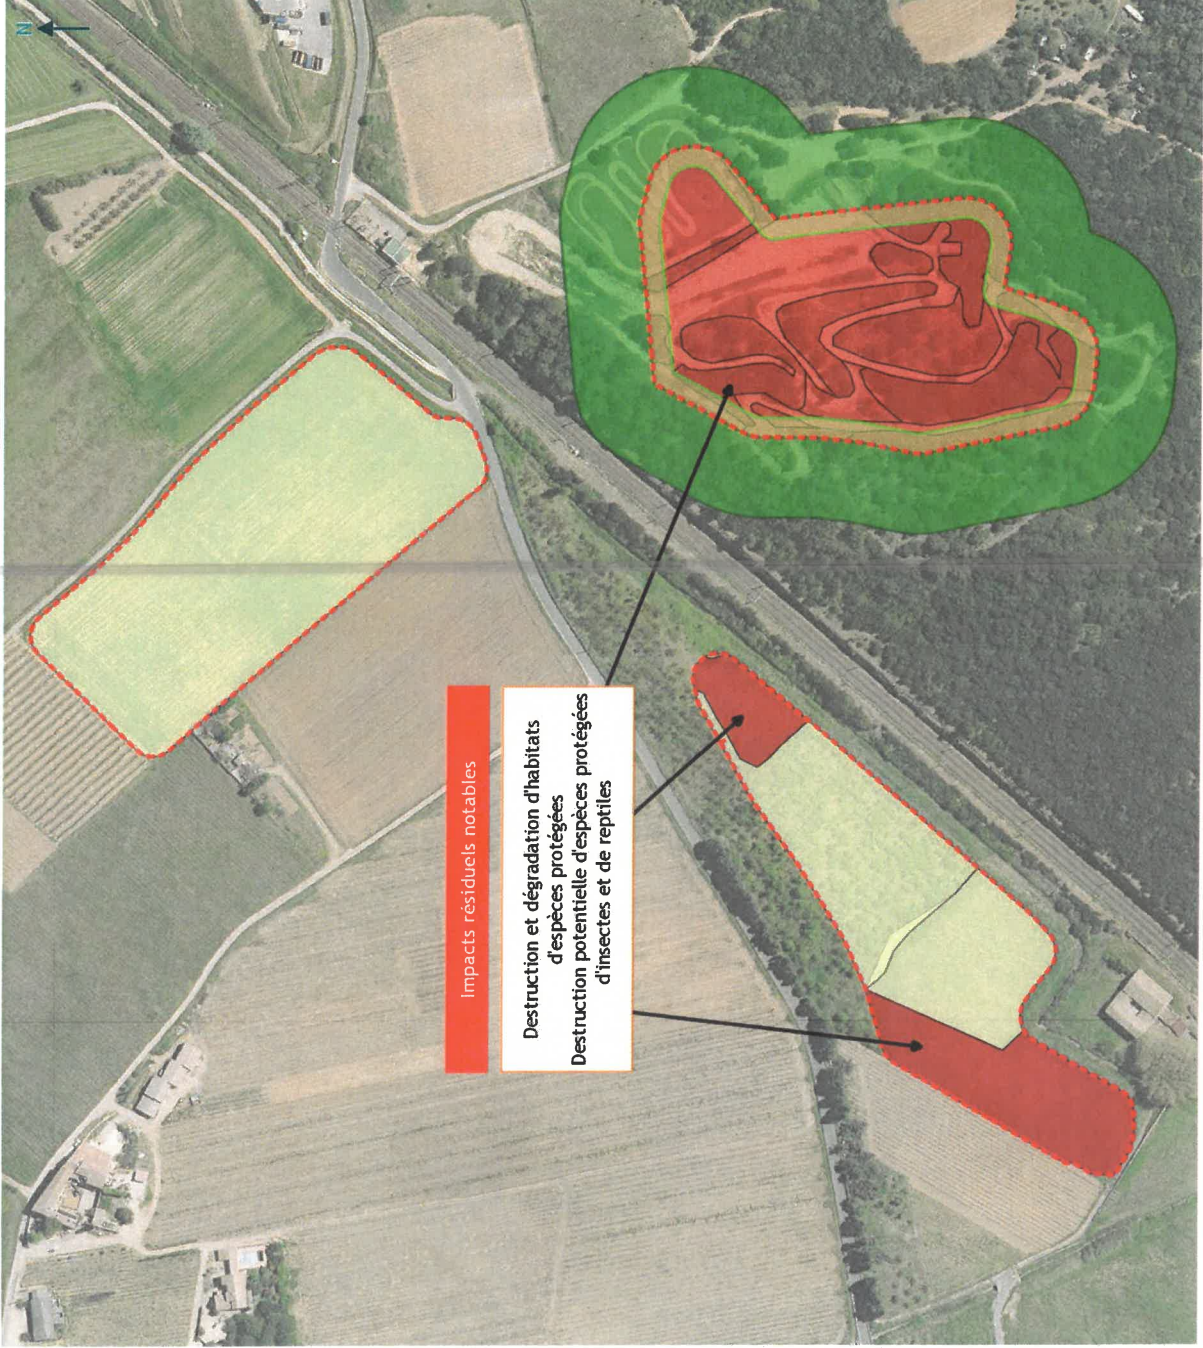 N
Impacts résiduels notables
Destruction et dégradation d'habitats
d'espèces protégées
Destruction potentielle d'espèces protégées
d'insectes et de reptiles